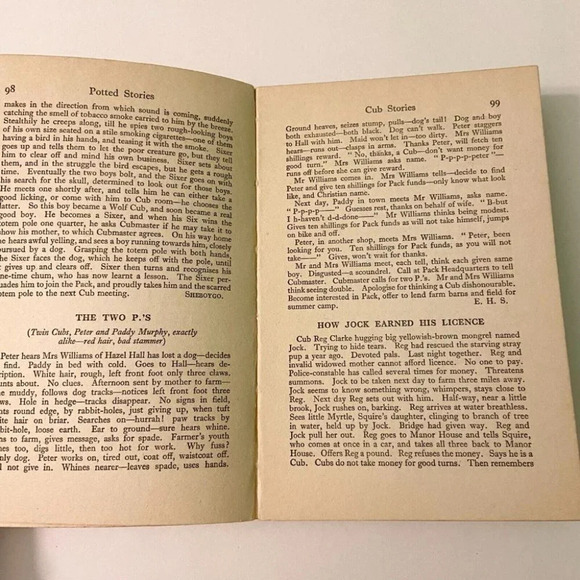 98 Potted Stories
makes in the direction from which sound is coming, suddenly
catching the smell of tobacco smoke carried to him by the breeze.
Stealthily he creeps along, till he spies two rough-looking boys
of his own size seated on a stile smoking cigarettes—one of them
having a bird in his hands, and teasing it with the smoke. Sixer
goes up and tells them to let the poor creature go, but they tell
him to clear off and mind his own business. Sixer sets about
them, and in the struggle the bird escapes, but he gets a rough
time. Eventually the two boys bolt, and the Sixer goes on with
his search for the skull, determined to look out for those boys.
He meets one shortly after, and tells him he can either take a
good licking, or come with him to Cub room—he chooses the
latter. So this boy became a Wolf Cub, and soon became a real
good boy. He becomes a Sixer, and when his Six wins the
totem pole one quarter, he asks Cubmaster if he may take it to
show his mother, to which Cubmaster agrees. On his way home
he hears awful yelling, and sees a boy running towards him, closely
pursued by a dog. Grasping the totem pole with both hands,
the Sixer faces the dog, which he keeps off with the pole, until
it gives up and clears off. Sixer then turns and recognises his
one-time chum, who has now learnt a lesson. The Sixer per-
suades him to join the Pack, and always takes him and the scarred
totem pole to the next Cub meeting. SHEBOYGO.
THE TWO P.'S
(Twin Cubs, Peter and Paddy Murphy, exactly
alike—red hair, bad stammer)
Peter hears Mrs Williams of Hazel Hall has lost a dog—decides
to find. Paddy in bed with cold. Goes to Hall—hears de-
scription. White hair, rough, left front foot only three claws.
Hunts about. No clues. Afternoon sent by mother to farm—
the muddy, follows dog tracks—notices left front foot three
claws. Hole in hedge—tracks disappear. No signs in field,
posts round edge, by rabbit-holes, just giving up, when tuft
white hair on briar. Searches on—hurrah! paw tracks by
rabbit-hole, loose earth. Ear to ground—faint hears whine.
Runs to farm, gives message, asks for spade. Farmer's youth
comes too, digs little, then too hot for work. Why fuss?
only dog. Peter works on, tired out, coat off, waistcoat off.
Will not give in. Whines nearer—leaves spade, uses hands.
Cub Stories 99
Ground heaves, seizes stump, pulls—dog's tail! Dog and boy
both exhausted—both black. Dog can't walk. Peter staggers
to Hall with him. Maid won't let in—too dirty. Mrs Williams
hears—runs out—clasps in arms. Thanks Peter, will fetch ten
shillings reward. "No, thinks, a Cub—don't want money for
good turn." Mrs Williams asks name. "P-p-p-p-peter"—
runs off before she can give reward.
Mr Williams comes in. Mrs Williams tells—decide to find
Peter and give ten shillings for Pack funds—only know what look
like, and Christian name.
Next day, Paddy in town meets Mr Williams, asks name.
"P-p-p-p——" Guesses rest, thanks on behalf of wife. "B-but
I h-haven't d-d-done——" Mr Williams thinks being modest.
Gives ten shillings for Pack funds as will not take himself, jumps
on bike and off.
Peter, in another shop, meets Mrs Williams. "Peter, been
looking for you. Ten shillings for Pack funds, as you will not
take——" Gives, won't wait for thanks.
Mr and Mrs Williams meet, each tell, think each given same
boy. Disgusted—a scoundrel. Call at Pack Headquarters to tell
Cubmaster. Cubmaster calls for two P.'s. Mr and Mrs Williams
think seeing double. Apologise for thinking a Cub dishonourable.
Become interested in Pack, offer to lend farm barns and field for
summer camp. E. H. S.
HOW JOCK EARNED HIS LICENCE
Cub Reg Clarke hugging big yellowish-brown mongrel named
Jock. Trying to hide tears. Reg had rescued the starving stray
pup a year ago. Devoted pals. Last night together. Reg and
invalid widowed mother cannot afford licence. No one to pay.
Police-constable has called several times for money. Threatens
summons. Jock to be taken next day to farm three miles away.
Jock seems to know something wrong, whimpers, stays close to
Reg. Next day Reg sets out with him. Half-way, near a little
brook, Jock rushes on, barking. Reg arrives at water breathless.
Sees little Myrtle, Squire's daughter, clinging to branch of tree
in water, held up by Jock. Bridge had given way. Reg and
Jock pull her out. Reg goes to Manor House and tells Squire,
who comes at once in a car, and takes all three back to Manor
House. Offers Reg a pound. Reg refuses the money. Says he is a
Cub. Cubs do not take money for good turns. Then remembers